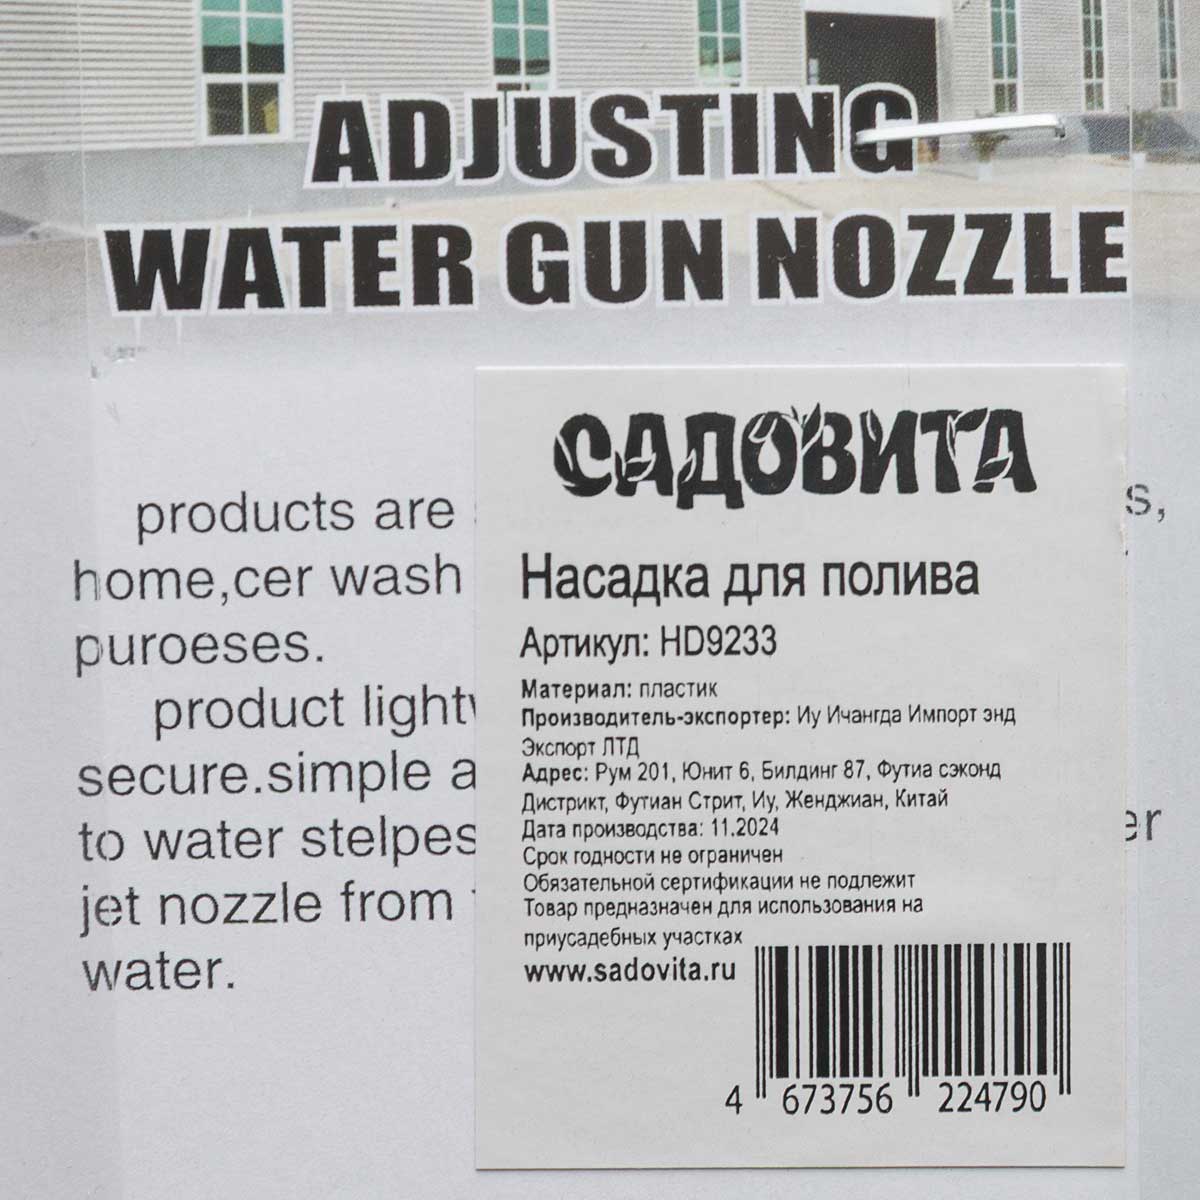 ADJUSTING
WATER GUN NOZZLE
products are
home,cer wash
puroeses.
product
secure.simple
to water stelpes
jet nozzle from
water.
САДОВИТА
Насадка для полива
Артикул: HD9233
Материал: пластик
Производитель-экспортер: Иу Ичангда Импорт энд
Экспорт ЛТД
Адрес: Рум 201, Юнит 6, Билдинг 87, Футиа сэконд
Дистрикт, Футиан Стрит, Иу, Женджиан, Китай
Дата производства: 11.2024
Срок годности не ограничен
Обязательной сертификации не подлежит
Товар предназначен для использования на
приусадебных участках
www.sadovita.ru
4 673756 224790